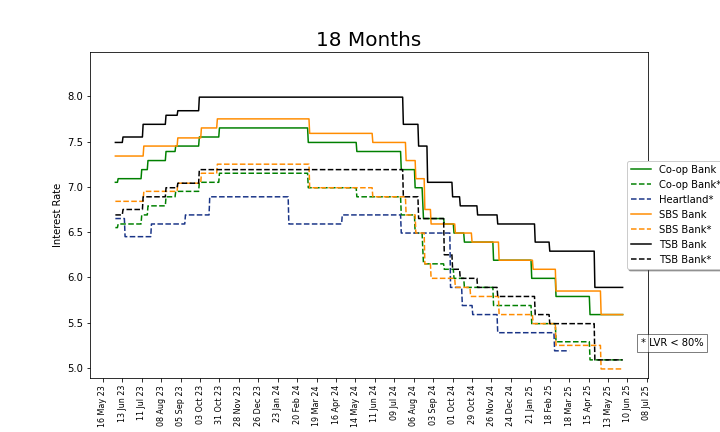 18 Months
Interest Rate
8.0
7.5
7.0
6.5
6.0
5.5
5.0
Co-op Bank
Co-op Bank*
Heartland*
SBS Bank
SBS Bank*
TSB Bank
TSB Bank*
* LVR < 80%
16 May 23
13 Jun 23
11 Jul 23
08 Aug 23
05 Sep 23
03 Oct 23
31 Oct 23
28 Nov 23
26 Dec 23
23 Jan 24
20 Feb 24
19 Mar 24
16 Apr 24
14 May 24
11 Jun 24
09 Jul 24
06 Aug 24
03 Sep 24
01 Oct 24
29 Oct 24
26 Nov 24
24 Dec 24
21 Jan 25
18 Feb 25
18 Mar 25
15 Apr 25
13 May 25
10 Jun 25
08 Jul 25